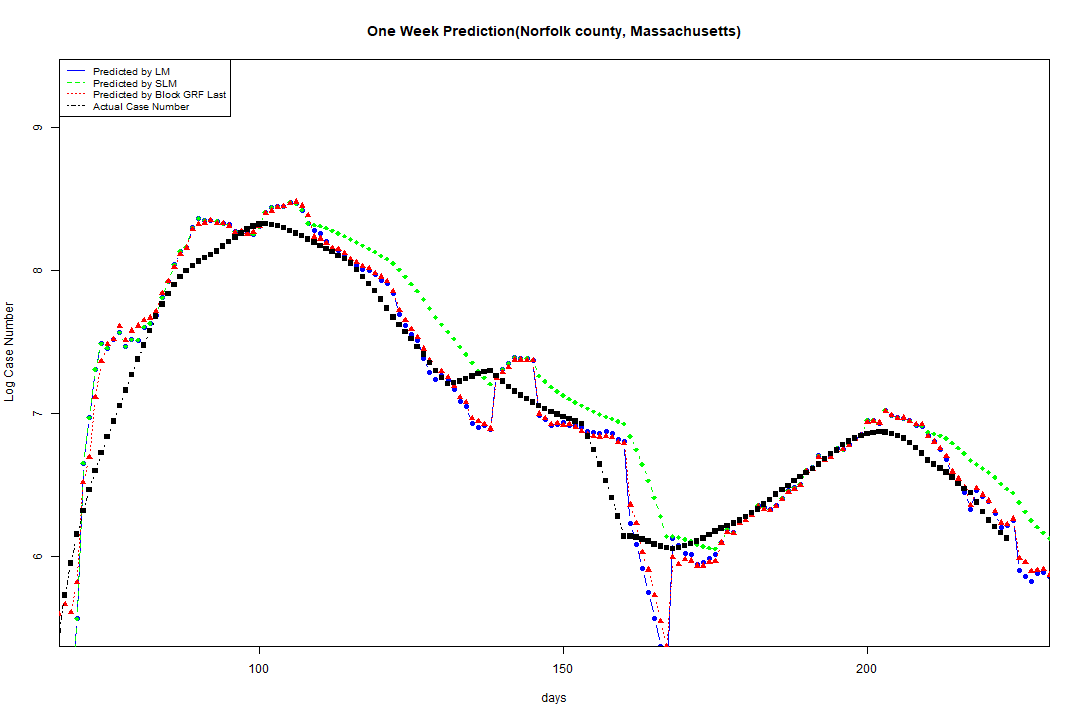 One Week Prediction(Norfolk county, Massachusetts)
Predicted by LM
Predicted by SLM
Predicted by Block GRF Last
Actual Case Number
9
8
7
6
Log Case Number
100 150 200
days